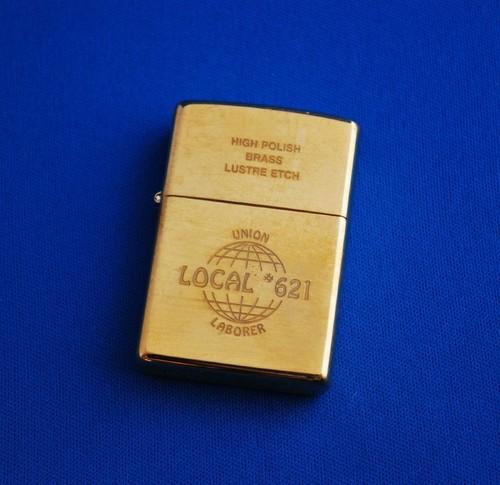 HIGH POLISH
BRASS
LUSTRE ETCH
UNION
LOCAL #621
LABORER